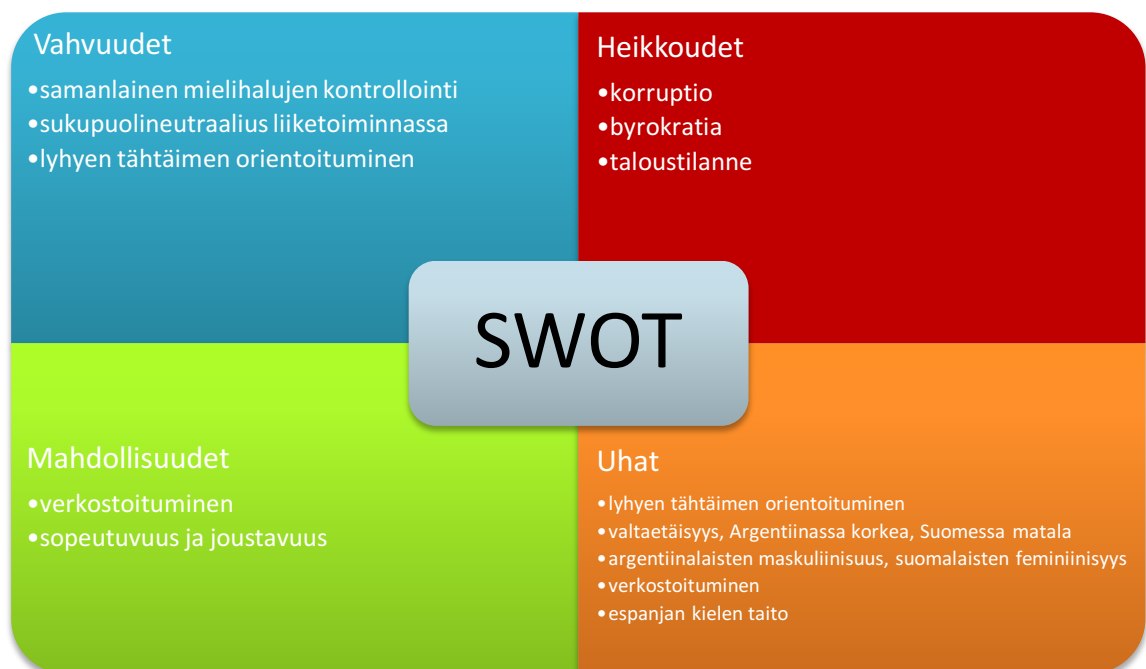 Vahvuudet
•samanlainen mielihalujen kontrollointi
•sukupuolineutraalius liiketoiminnassa
•lyhyen tähtäimen orientoituminen
Heikkoudet
•korruptio
•byrokratia
•taloustilanne
SWOT
Mahdollisuudet
•verkostoituminen
•sopeutuvuus ja joustavuus
Uhat
•lyhyen tähtäimen orientoituminen
•valtaetäisyys, Argentiinassa korkea, Suomessa matala
•argentiinalaisten maskuliinisuus, suomalaisten feminiinisyys
•verkostoituminen
•espanjan kielen taito